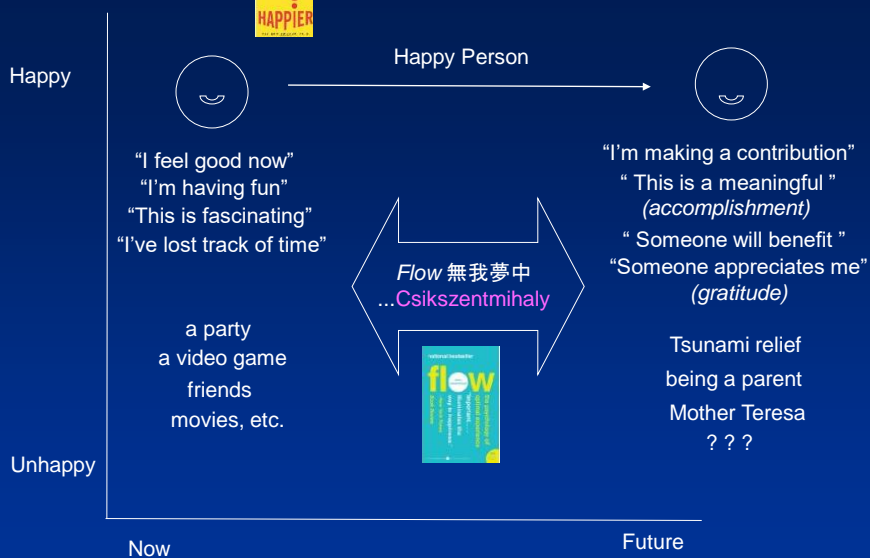 HAPPIER
Happy Person
Happy
“I feel good now”
“I'm having fun”
“This is fascinating”
“I've lost track of time”
a party
a video game
friends
movies, etc.
Flow 無我夢中
...Csikszentmihaly
national bestseller
flow
“I'm making a contribution”
“ This is a meaningful ”
(accomplishment)
“ Someone will benefit ”
“Someone appreciates me”
(gratitude)
Tsunami relief
being a parent
Mother Teresa
? ? ?
Unhappy
Now
Future